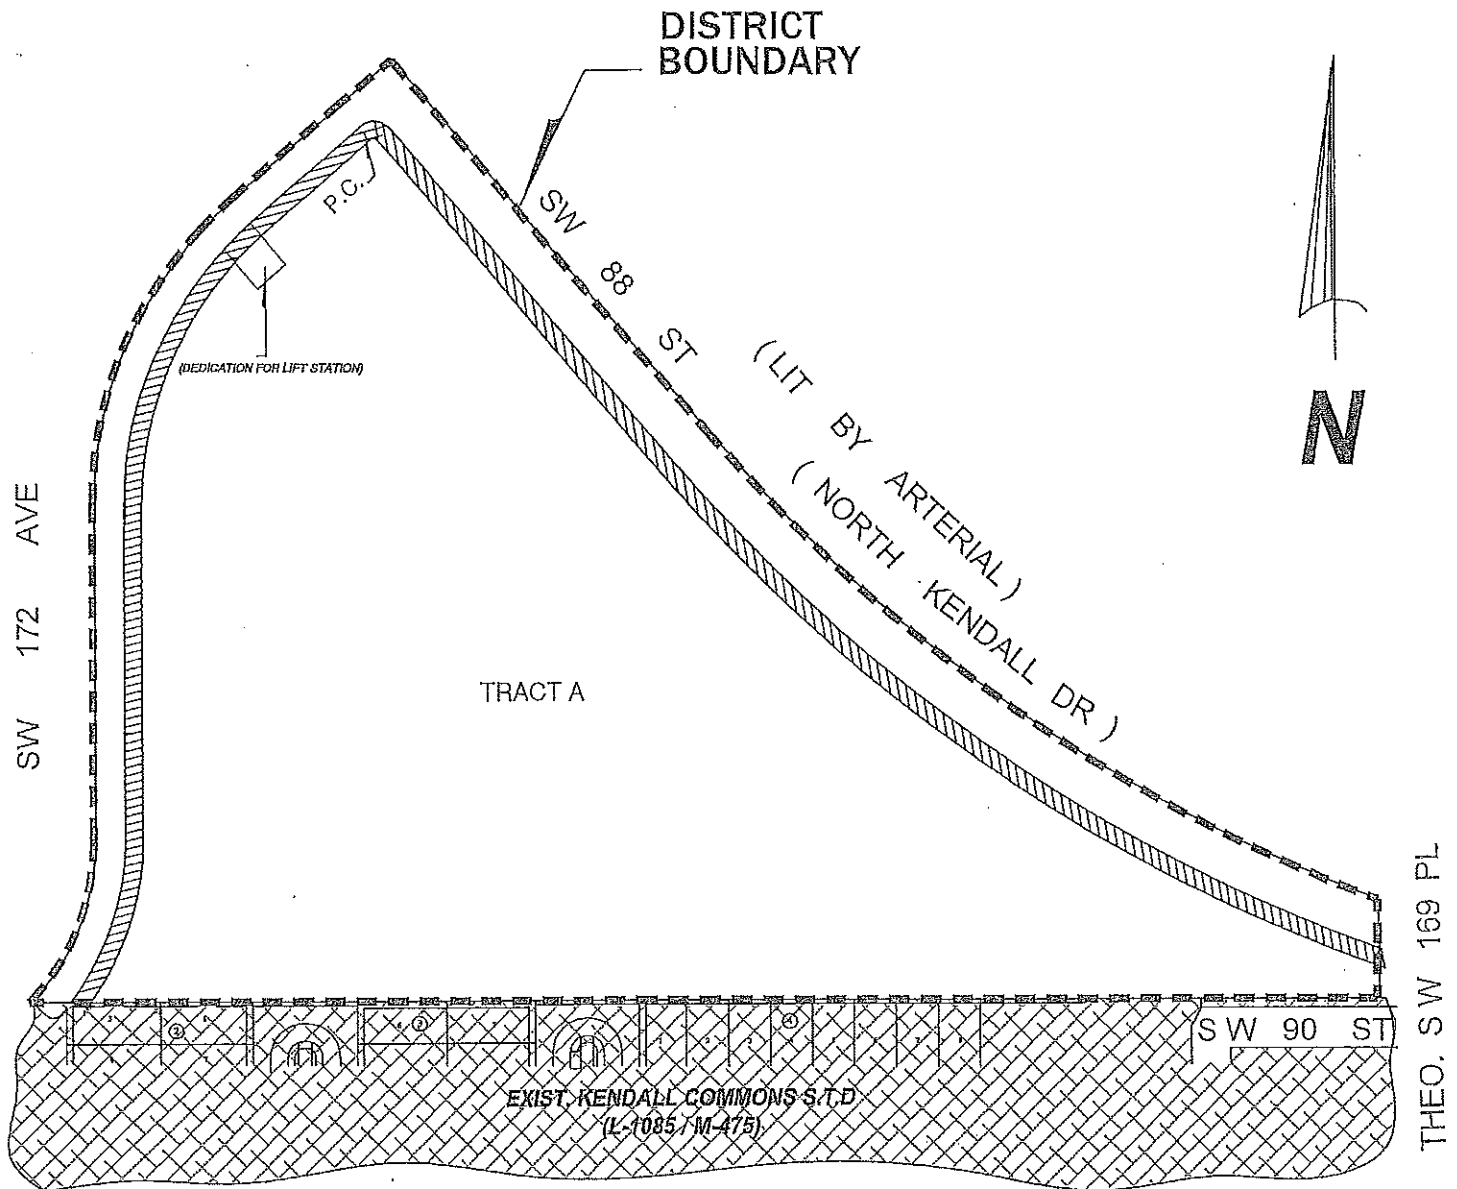 DISTRICT
BOUNDARY
P.C.
SW 88 ST
(DEDICATION FOR LIFT STATION)
( LIT BY ARTERIAL )
( NORTH KENDALL DR )
N
SW 172 AVE
TRACT A
THEO. SW 169 PL
SW 90 ST
EXIST. KENDALL COMMONS S.T.D
(L-1085 / M-475)